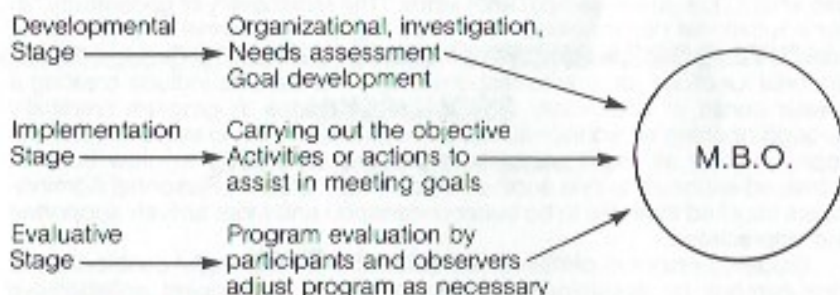 Developmental Organizational, investigation,
Stage Needs assessment
Goal development
Implementation Carrying out the objective
Stage Activities or actions to
assist in meeting goals
M.B.O.
Evaluative Program evaluation by
Stage participants and observers
adjust program as necessary